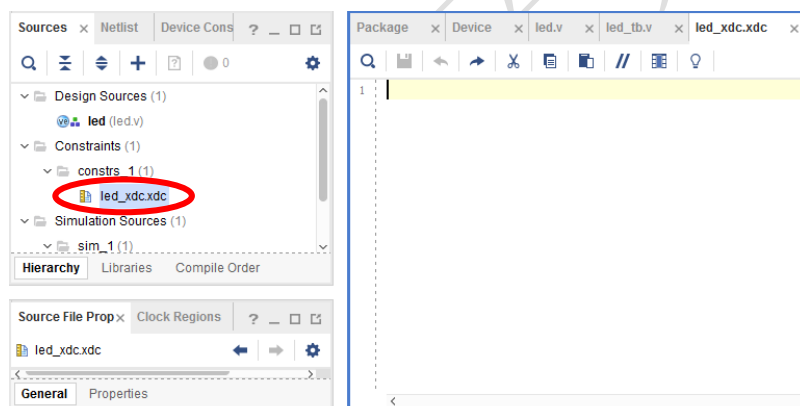 Sources Netlist Device Cons
0
Design Sources (1)
led (led.v)
Constraints (1)
constrs_1 (1)
led_xdc.xdc
Simulation Sources (1)
sim_1 (1)
Hierarchy Libraries Compile Order
Source File Prop Clock Regions
led_xdc.xdc
General Properties
Package Device led.v led_tb.v led_xdc.xdc
1